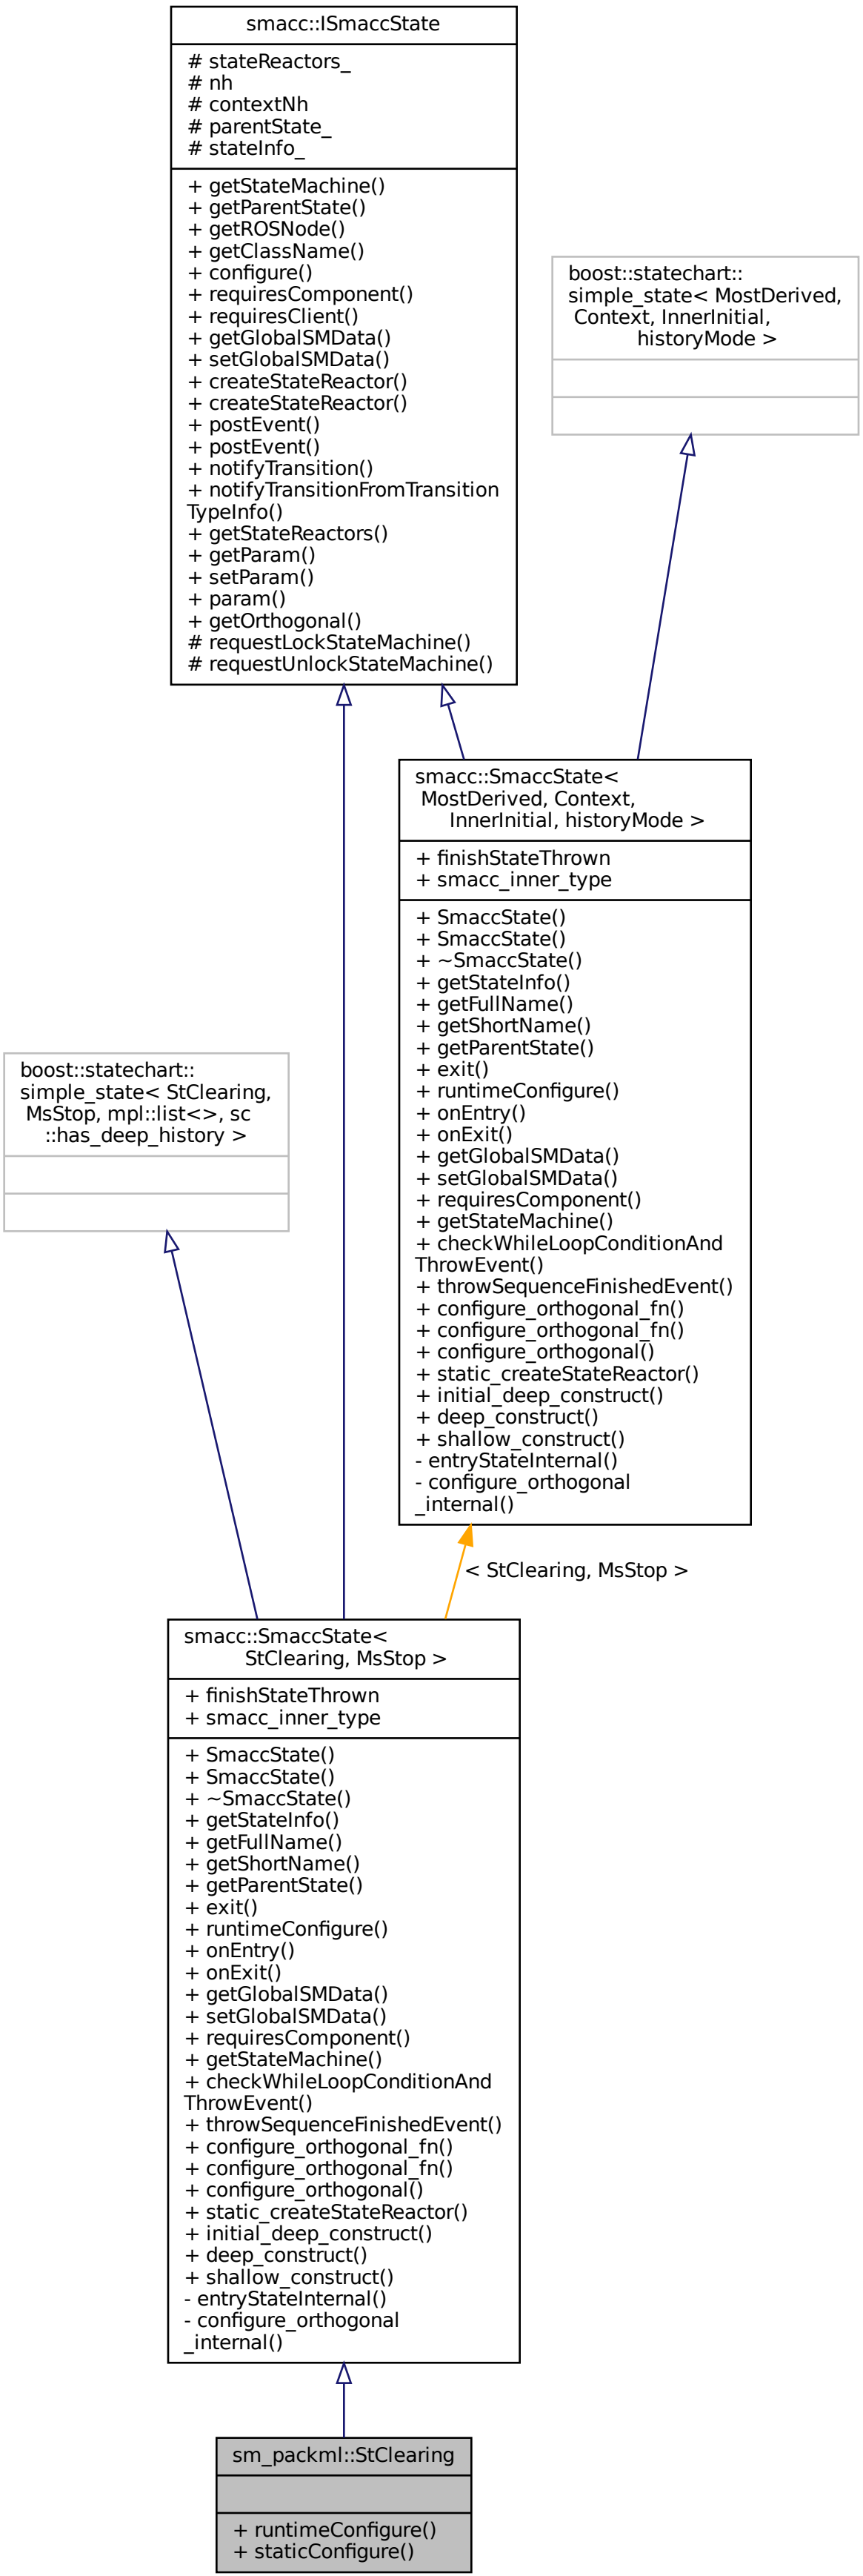 smacc::ISmaccState
# stateReactors_
# nh
# contextNh
# parentState_
# stateInfo_
+ getStateMachine()
+ getParentState()
+ getROSNode()
+ getClassName()
+ configure()
+ requiresComponent()
+ requiresClient()
+ getGlobalSMData()
+ setGlobalSMData()
+ createStateReactor()
+ createStateReactor()
+ postEvent()
+ postEvent()
+ notifyTransition()
+ notifyTransitionFromTransition
TypeInfo()
+ getStateReactors()
+ getParam()
+ setParam()
+ param()
+ getOrthogonal()
# requestLockStateMachine()
# requestUnlockStateMachine()
boost::statechart::
simple_state< MostDerived,
Context, InnerInitial,
historyMode >
smacc::SmaccState<
MostDerived, Context,
InnerInitial, historyMode >
+ finishStateThrown
+ smacc_inner_type
+ SmaccState()
+ SmaccState()
+ ~SmaccState()
+ getStateInfo()
+ getFullName()
+ getShortName()
+ getParentState()
+ exit()
+ runtimeConfigure()
+ onEntry()
+ onExit()
+ getGlobalSMData()
+ setGlobalSMData()
+ requiresComponent()
+ getStateMachine()
+ checkWhileLoopConditionAnd
ThrowEvent()
+ throwSequenceFinishedEvent()
+ configure_orthogonal_fn()
+ configure_orthogonal_fn()
+ configure_orthogonal()
+ static_createStateReactor()
+ initial_deep_construct()
+ deep_construct()
+ shallow_construct()
- entryStateInternal()
- configure_orthogonal
_internal()
boost::statechart::
simple_state< StClearing,
MsStop, mpl::list<>, sc
::has_deep_history >
< StClearing, MsStop >
smacc::SmaccState<
StClearing, MsStop >
+ finishStateThrown
+ smacc_inner_type
+ SmaccState()
+ SmaccState()
+ ~SmaccState()
+ getStateInfo()
+ getFullName()
+ getShortName()
+ getParentState()
+ exit()
+ runtimeConfigure()
+ onEntry()
+ onExit()
+ getGlobalSMData()
+ setGlobalSMData()
+ requiresComponent()
+ getStateMachine()
+ checkWhileLoopConditionAnd
ThrowEvent()
+ throwSequenceFinishedEvent()
+ configure_orthogonal_fn()
+ configure_orthogonal_fn()
+ configure_orthogonal()
+ static_createStateReactor()
+ initial_deep_construct()
+ deep_construct()
+ shallow_construct()
- entryStateInternal()
- configure_orthogonal
_internal()
sm_packml::StClearing
+ runtimeConfigure()
+ staticConfigure()